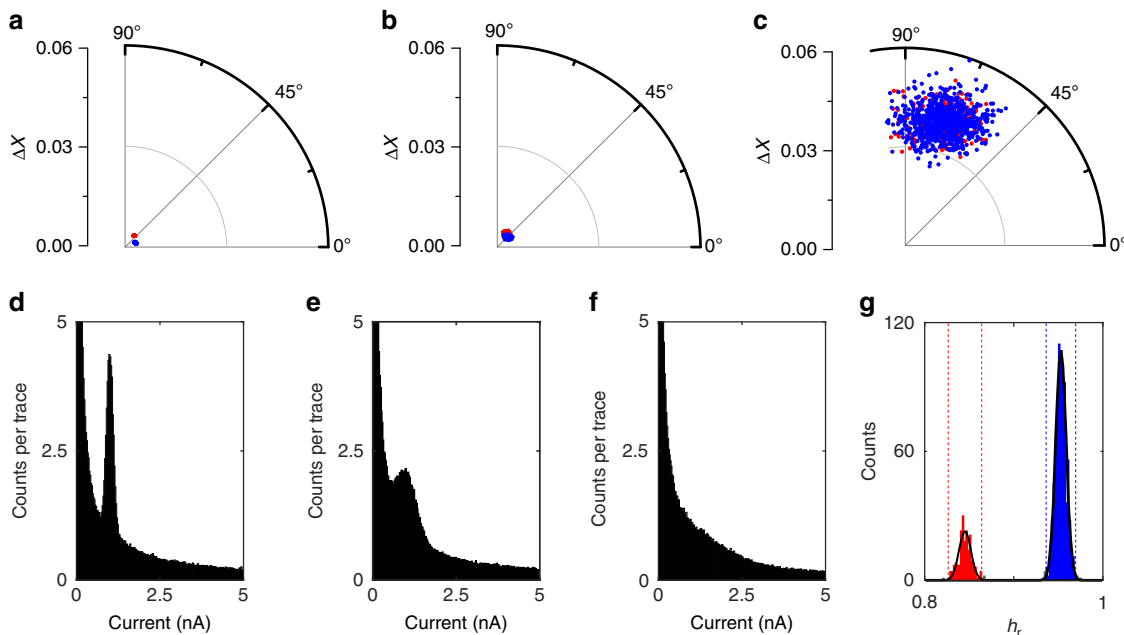 a
b
c
90°
45°
0°
0.06
0.03
0.00
ΔX
90°
45°
0°
0.06
0.03
0.00
ΔX
90°
45°
0°
0.06
0.03
0.00
ΔX
d
e
f
g
5
2.5
0
0
2.5
5
Counts per trace
Current (nA)
5
2.5
0
0
2.5
5
Counts per trace
Current (nA)
5
2.5
0
0
2.5
5
Counts per trace
Current (nA)
120
60
0
0.8
1
Counts
hr